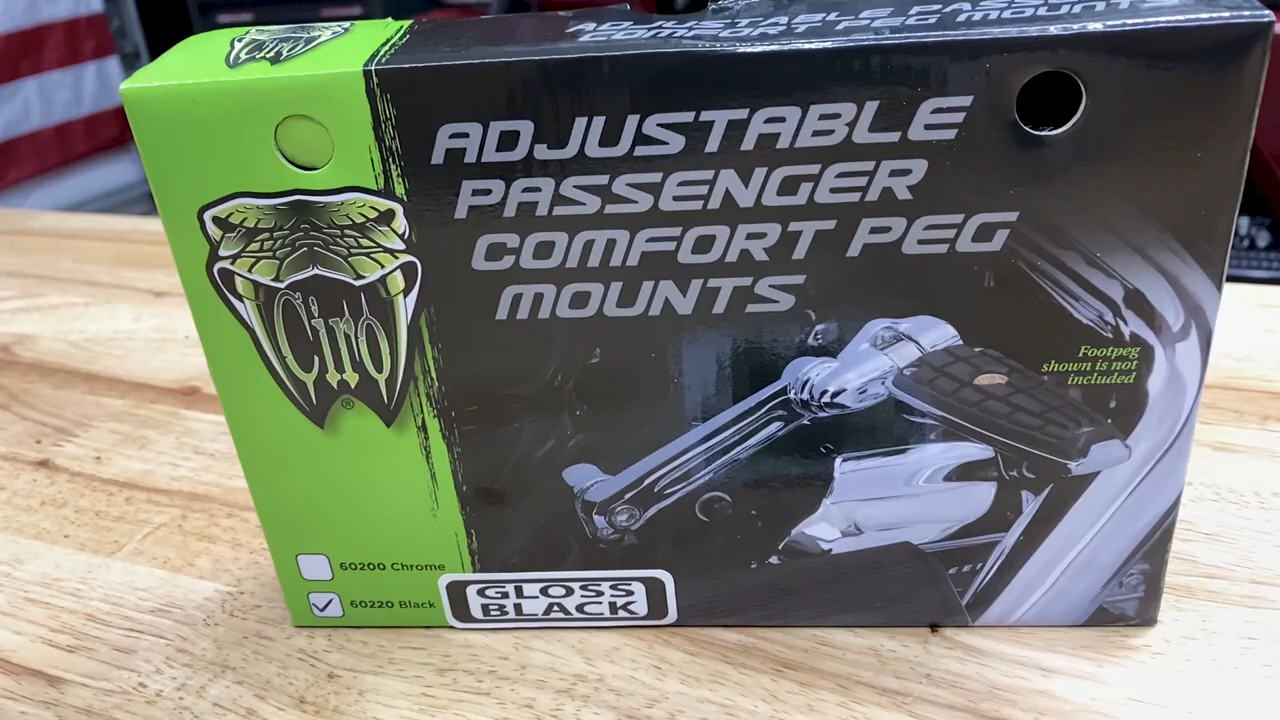 Ciro
ADJUSTABLE
COMFORT PEG MOUNTS
ADJUSTABLE
PASSENGER
COMFORT PEG
MOUNTS
Ciro
®
Footpeg
shown is not
included
60200 Chrome
60220 Black
GLOSS
BLACK